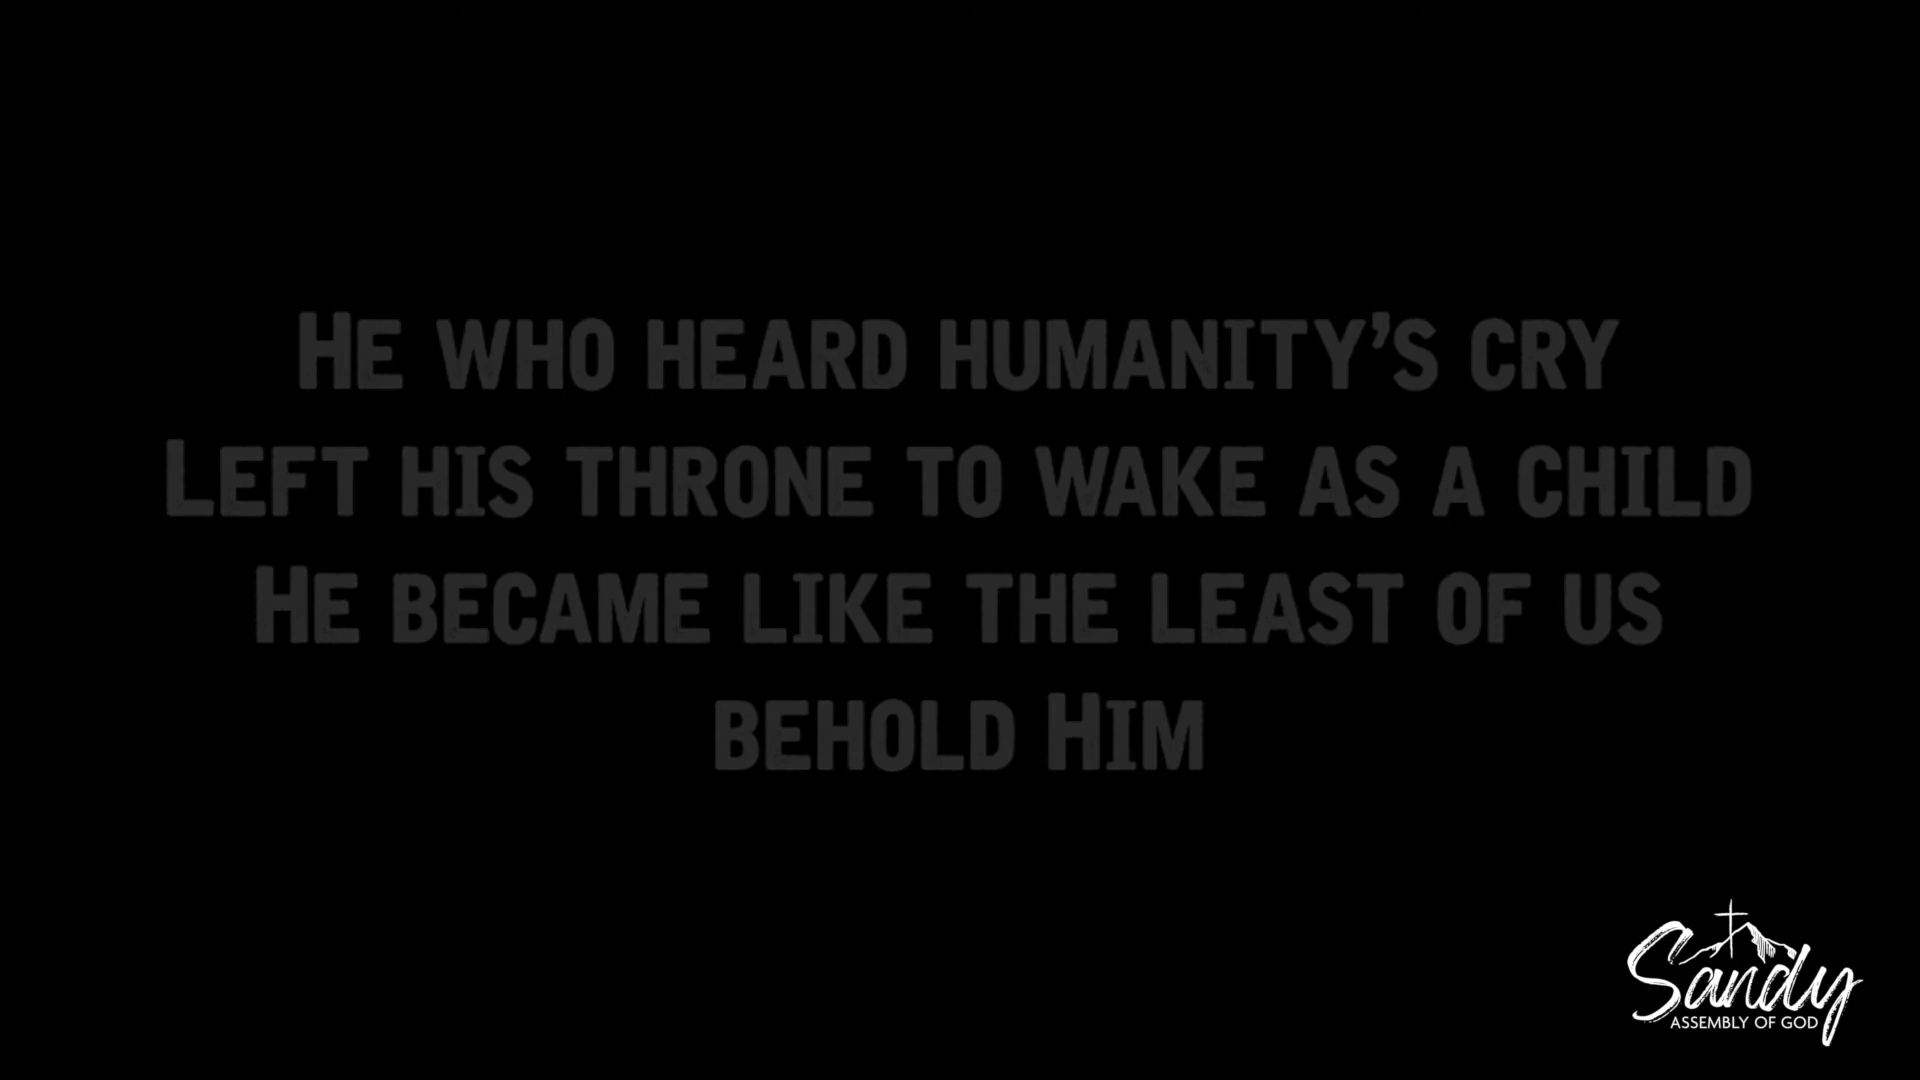 He who heard humanity’s cry
Left his throne to wake as a child
He became like the least of us
behold Him
Sandy
ASSEMBLY OF GOD